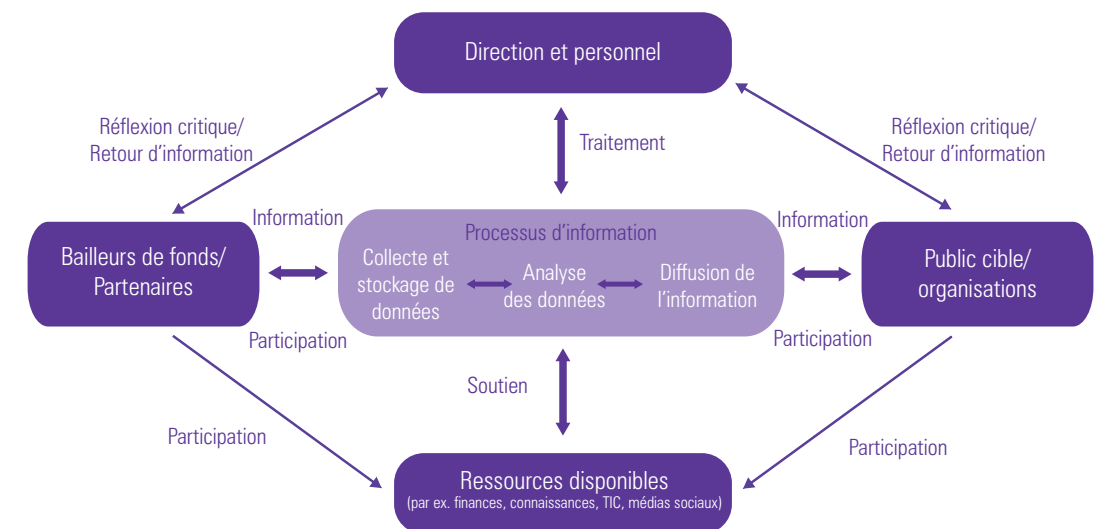 Direction et personnel
Réflexion critique/
Retour d’information
Traitement
Réflexion critique/
Retour d’information
Bailleurs de fonds/
Partenaires
Information
Participation
Processus d’information
Collecte et
stockage de
données
Analyse
des données
Diffusion de
l’information
Information
Participation
Public cible/
organisations
Soutien
Participation
Participation
Ressources disponibles
(par ex. finances, connaissances, TIC, médias sociaux)